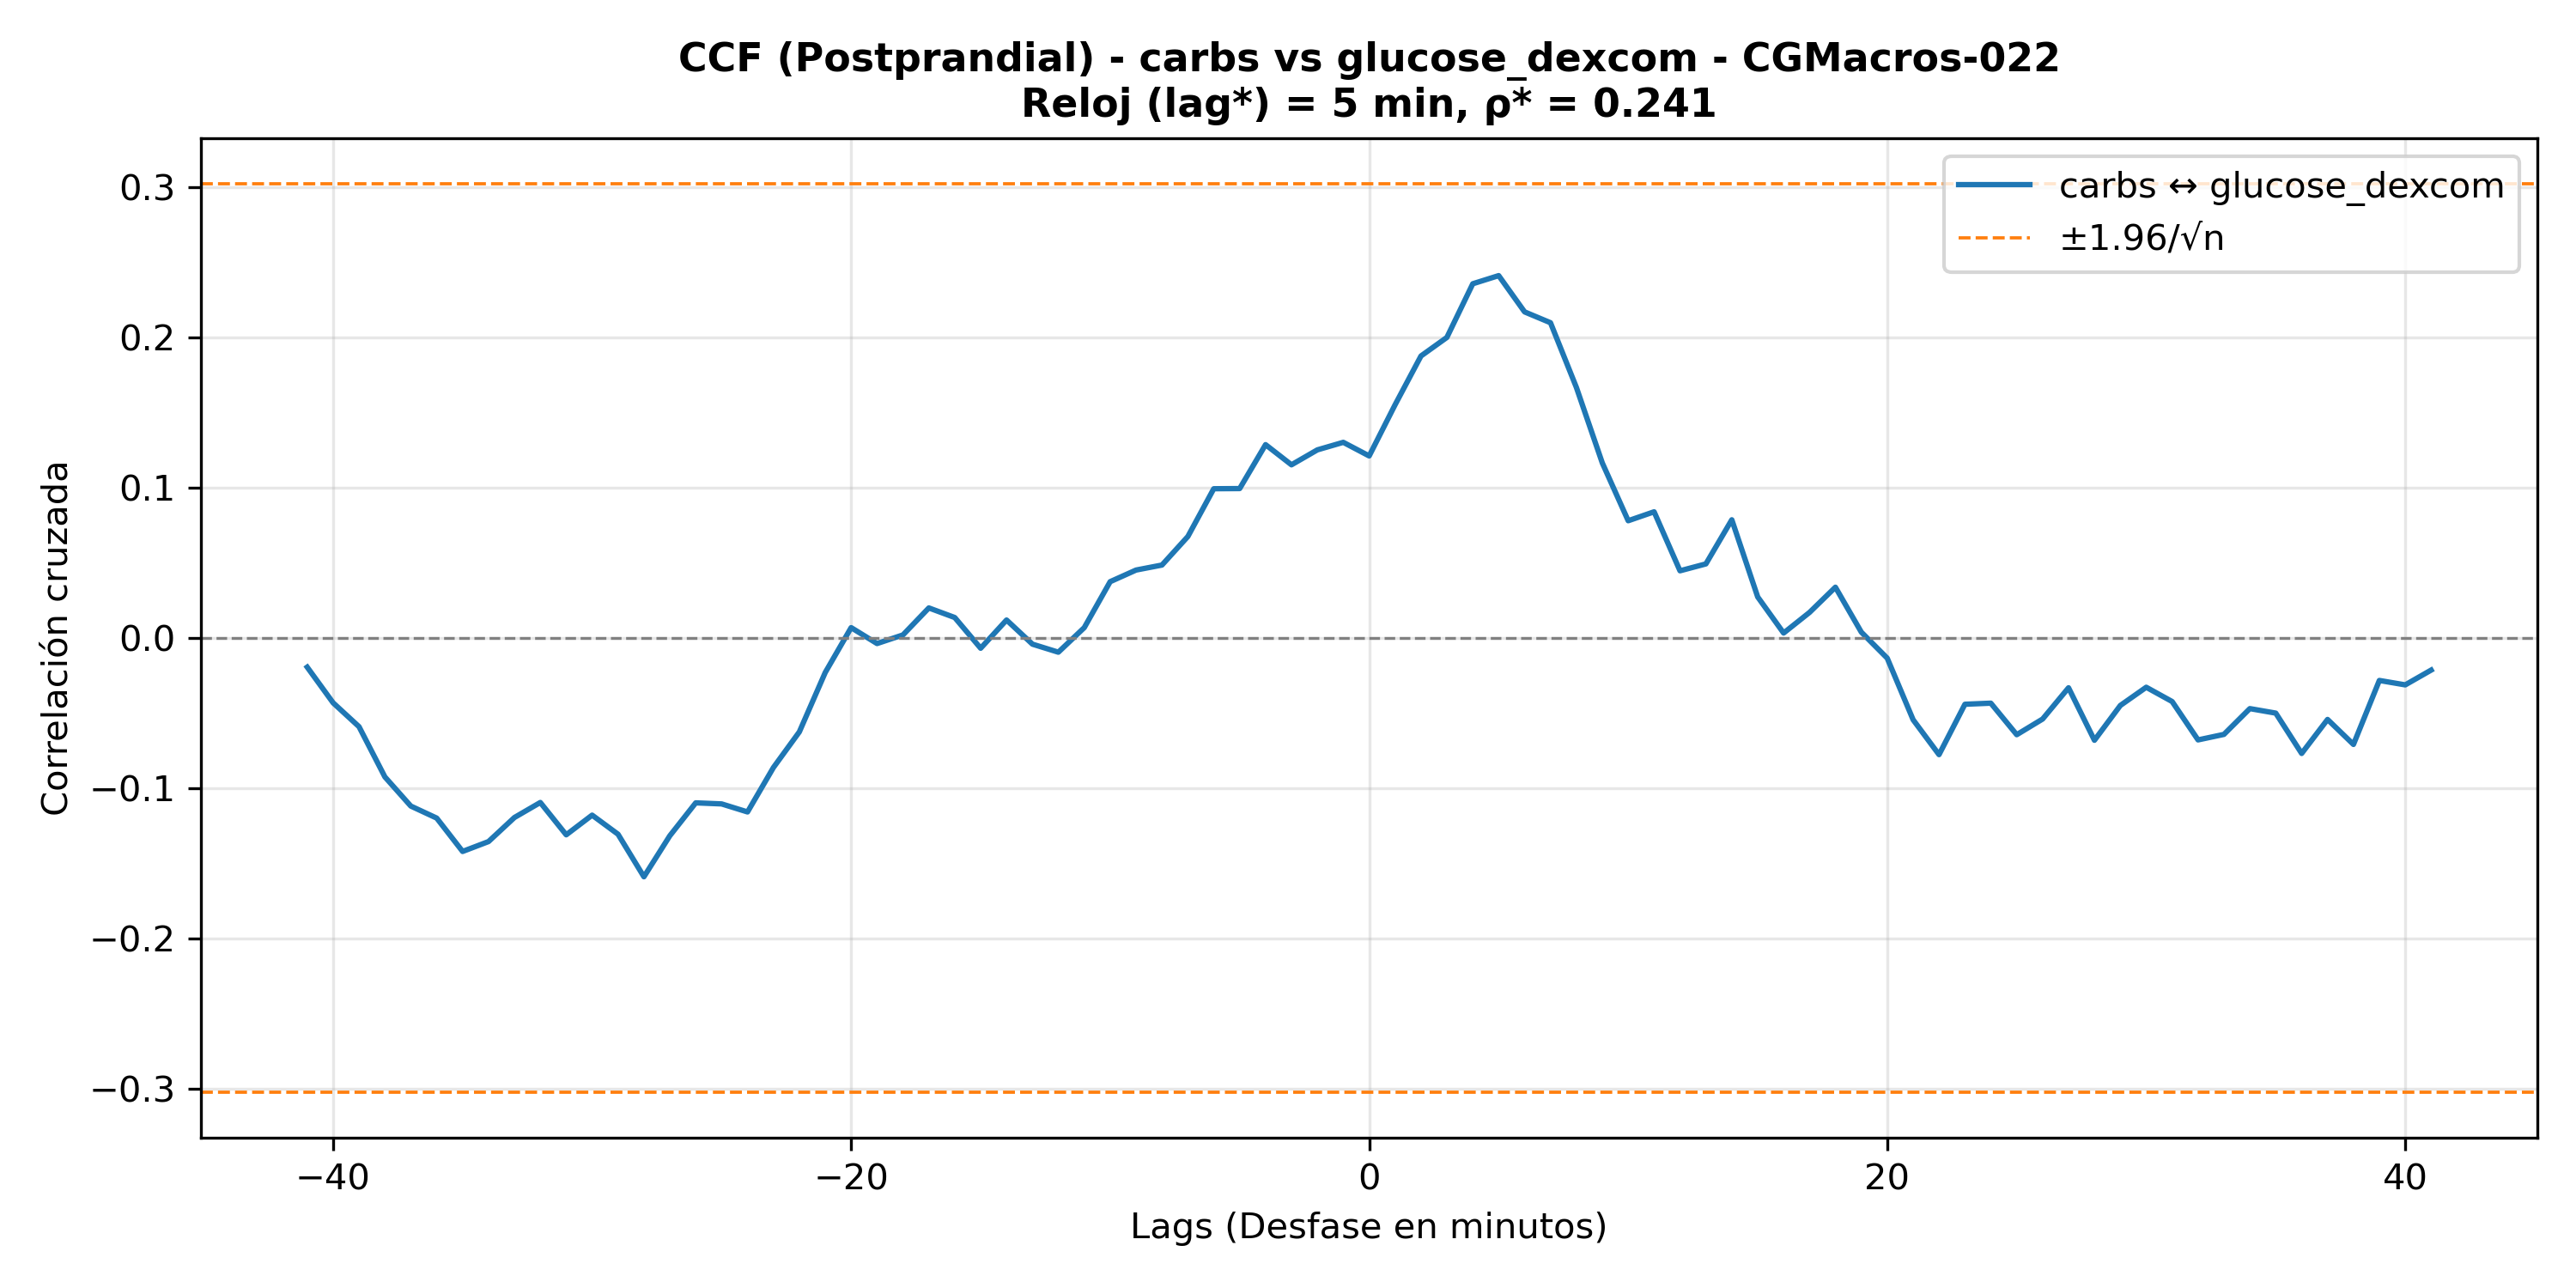 CCF (Postprandial) - carbs vs glucose_dexcom - CGMacros-022
Reloj (lag*) = 5 min, ρ* = 0.241
carbs ↔ glucose_dexcom
±1.96/√n
Correlación cruzada
0.3
0.2
0.1
0.0
−0.1
−0.2
−0.3
−40
−20
0
20
40
Lags (Desfase en minutos)